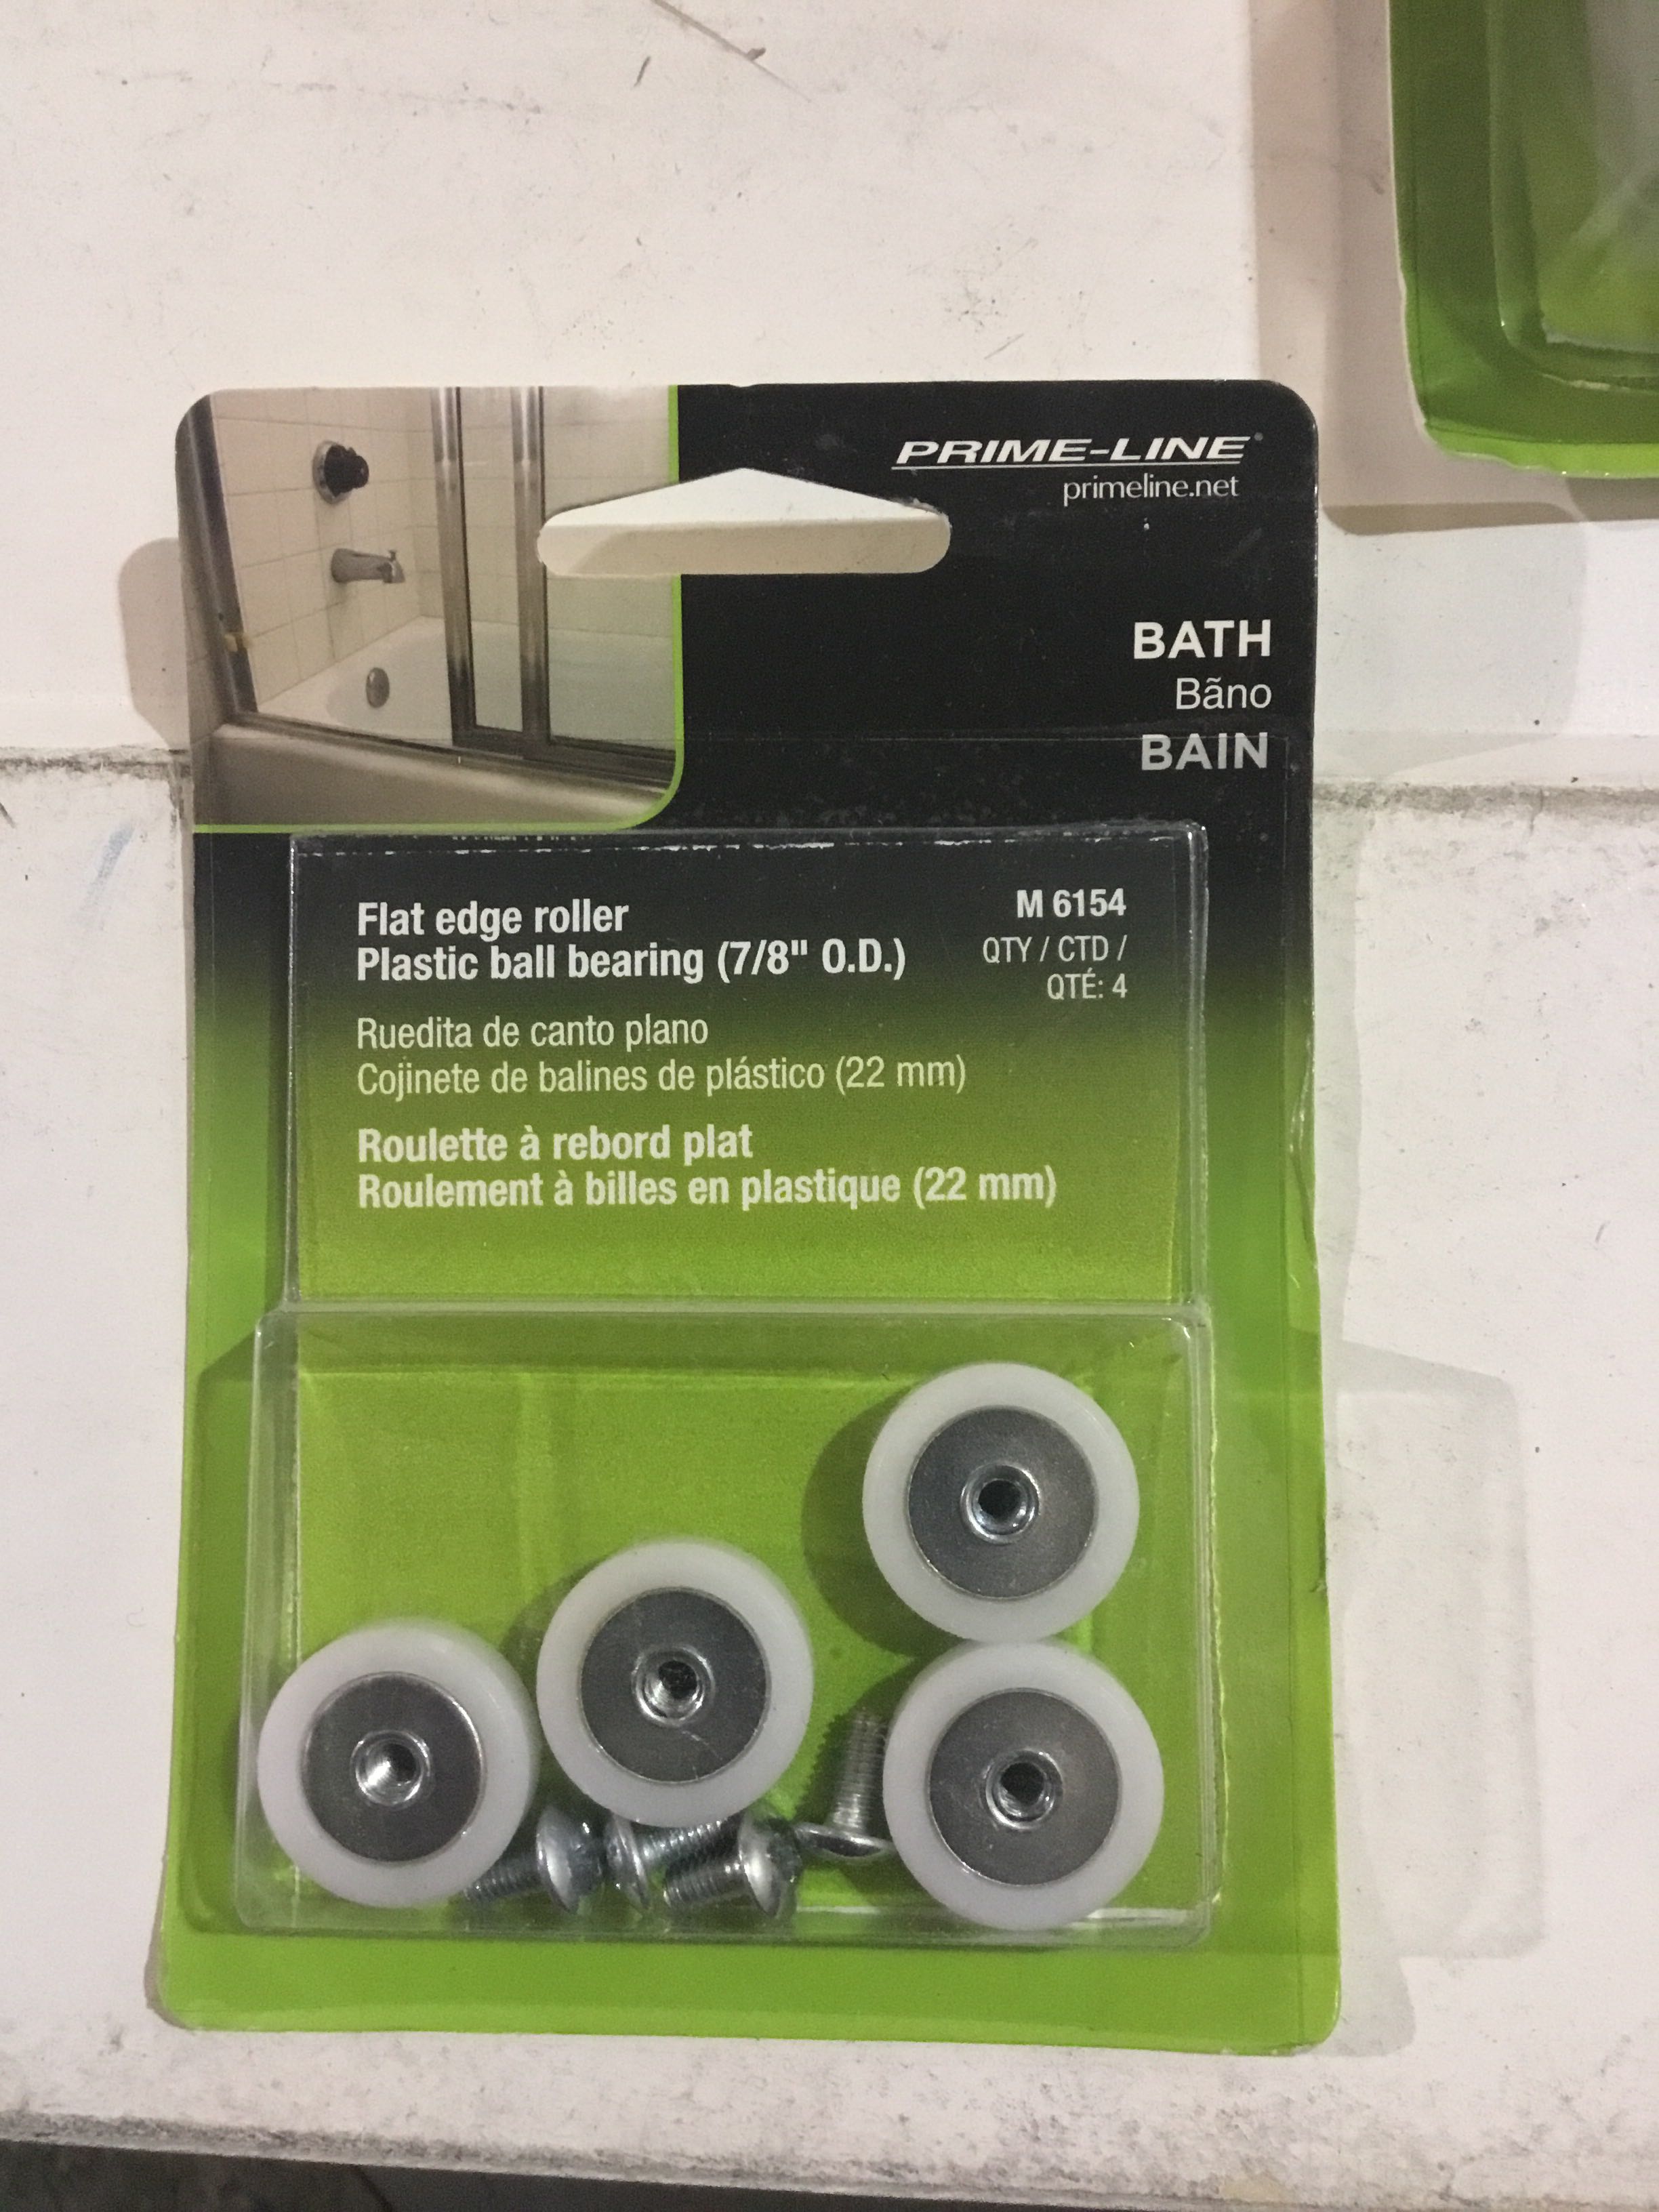 PRIME-LINE®
primeline.net
BATH
Bãno
BAIN
Flat edge roller
Plastic ball bearing (7/8" O.D.)
M 6154
QTY / CTD /
QTÉ: 4
Ruedita de canto plano
Cojinete de balines de plástico (22 mm)
Roulette à rebord plat
Roulement à billes en plastique (22 mm)